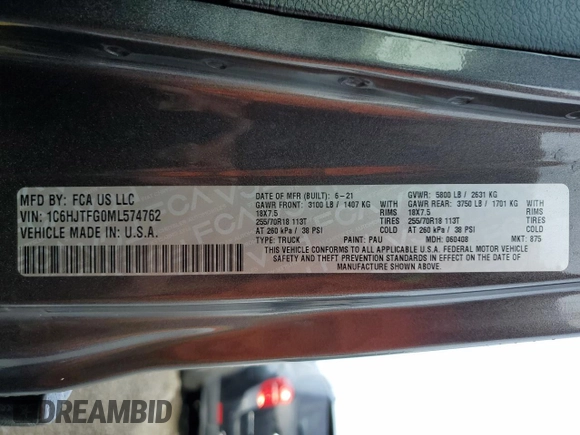 MFD BY: FCA US LLC
VIN: 1C6HJTFG0ML574762
VEHICLE MADE IN: U.S.A.
DATE OF MFR (BUILT): 6-21 GVWR: 5800 LB / 2631 KG
GAWR FRONT: 3100 LB / 1407 KG WITH GAWR REAR: 3750 LB / 1701 KG WITH
18X7.5 RIMS 18X7.5 RIMS
255/70R18 113T TIRES 255/70R18 113T TIRES
AT 260 kPa / 38 PSI COLD AT 260 kPa / 38 PSI COLD
TYPE: TRUCK PAINT: PAU MDH: 060408 MKT: 875
THIS VEHICLE CONFORMS TO ALL APPLICABLE U.S.A. FEDERAL MOTOR VEHICLE
SAFETY AND THEFT PREVENTION STANDARDS IN EFFECT ON THE DATE OF
MANUFACTURE SHOWN ABOVE.
DREAMBID